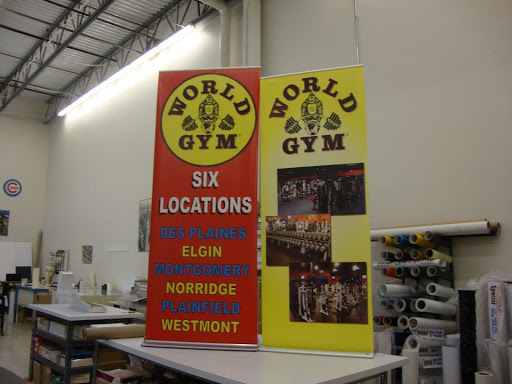 WORLD
GYM
SIX
LOCATIONS
DES PLAINES
ELGIN
MONTGOMERY
NORRIDGE
PLAINFIELD
WESTMONT
WORLD
GYM